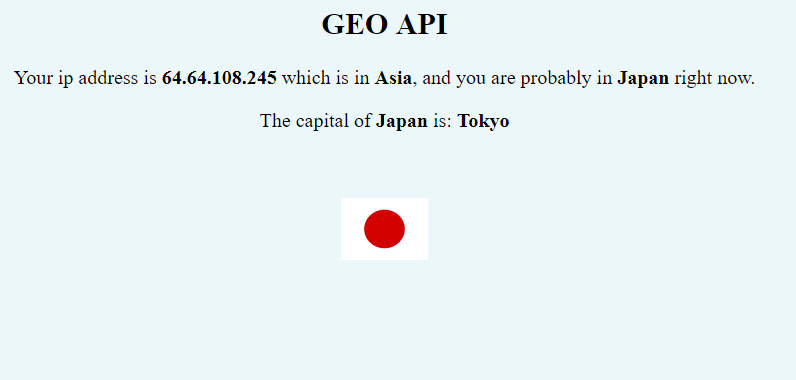 GEO API
Your ip address is 64.64.108.245 which is in Asia, and you are probably in Japan right now.
The capital of Japan is: Tokyo